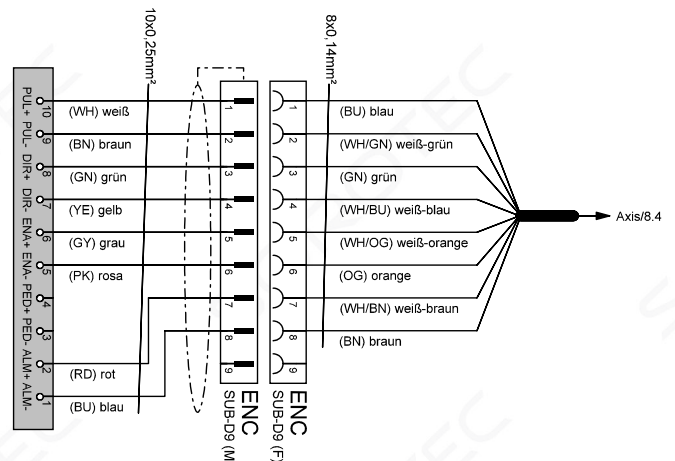 10x0,25mm²
8x0,14mm²
PUL+ 10 (WH) weiß 1 1 (BU) blau
PUL- 9 (BN) braun 2 2 (WH/GN) weiß-grün
DIR+ 8 (GN) grün 3 3 (GN) grün
DIR- 7 (YE) gelb 4 4 (WH/BU) weiß-blau
ENA+ 6 (GY) grau 5 5 (WH/OG) weiß-orange
ENA- 5 (PK) rosa 6 6 (OG) orange
PED+ 4 7 7 (WH/BN) weiß-braun
PED- 3 8 8 (BN) braun
ALM+ 2 (RD) rot 9 9
ALM- 1 (BU) blau
Axis/8.4
ENC
SUB-D9 (M
ENC
SUB-D9 (F)